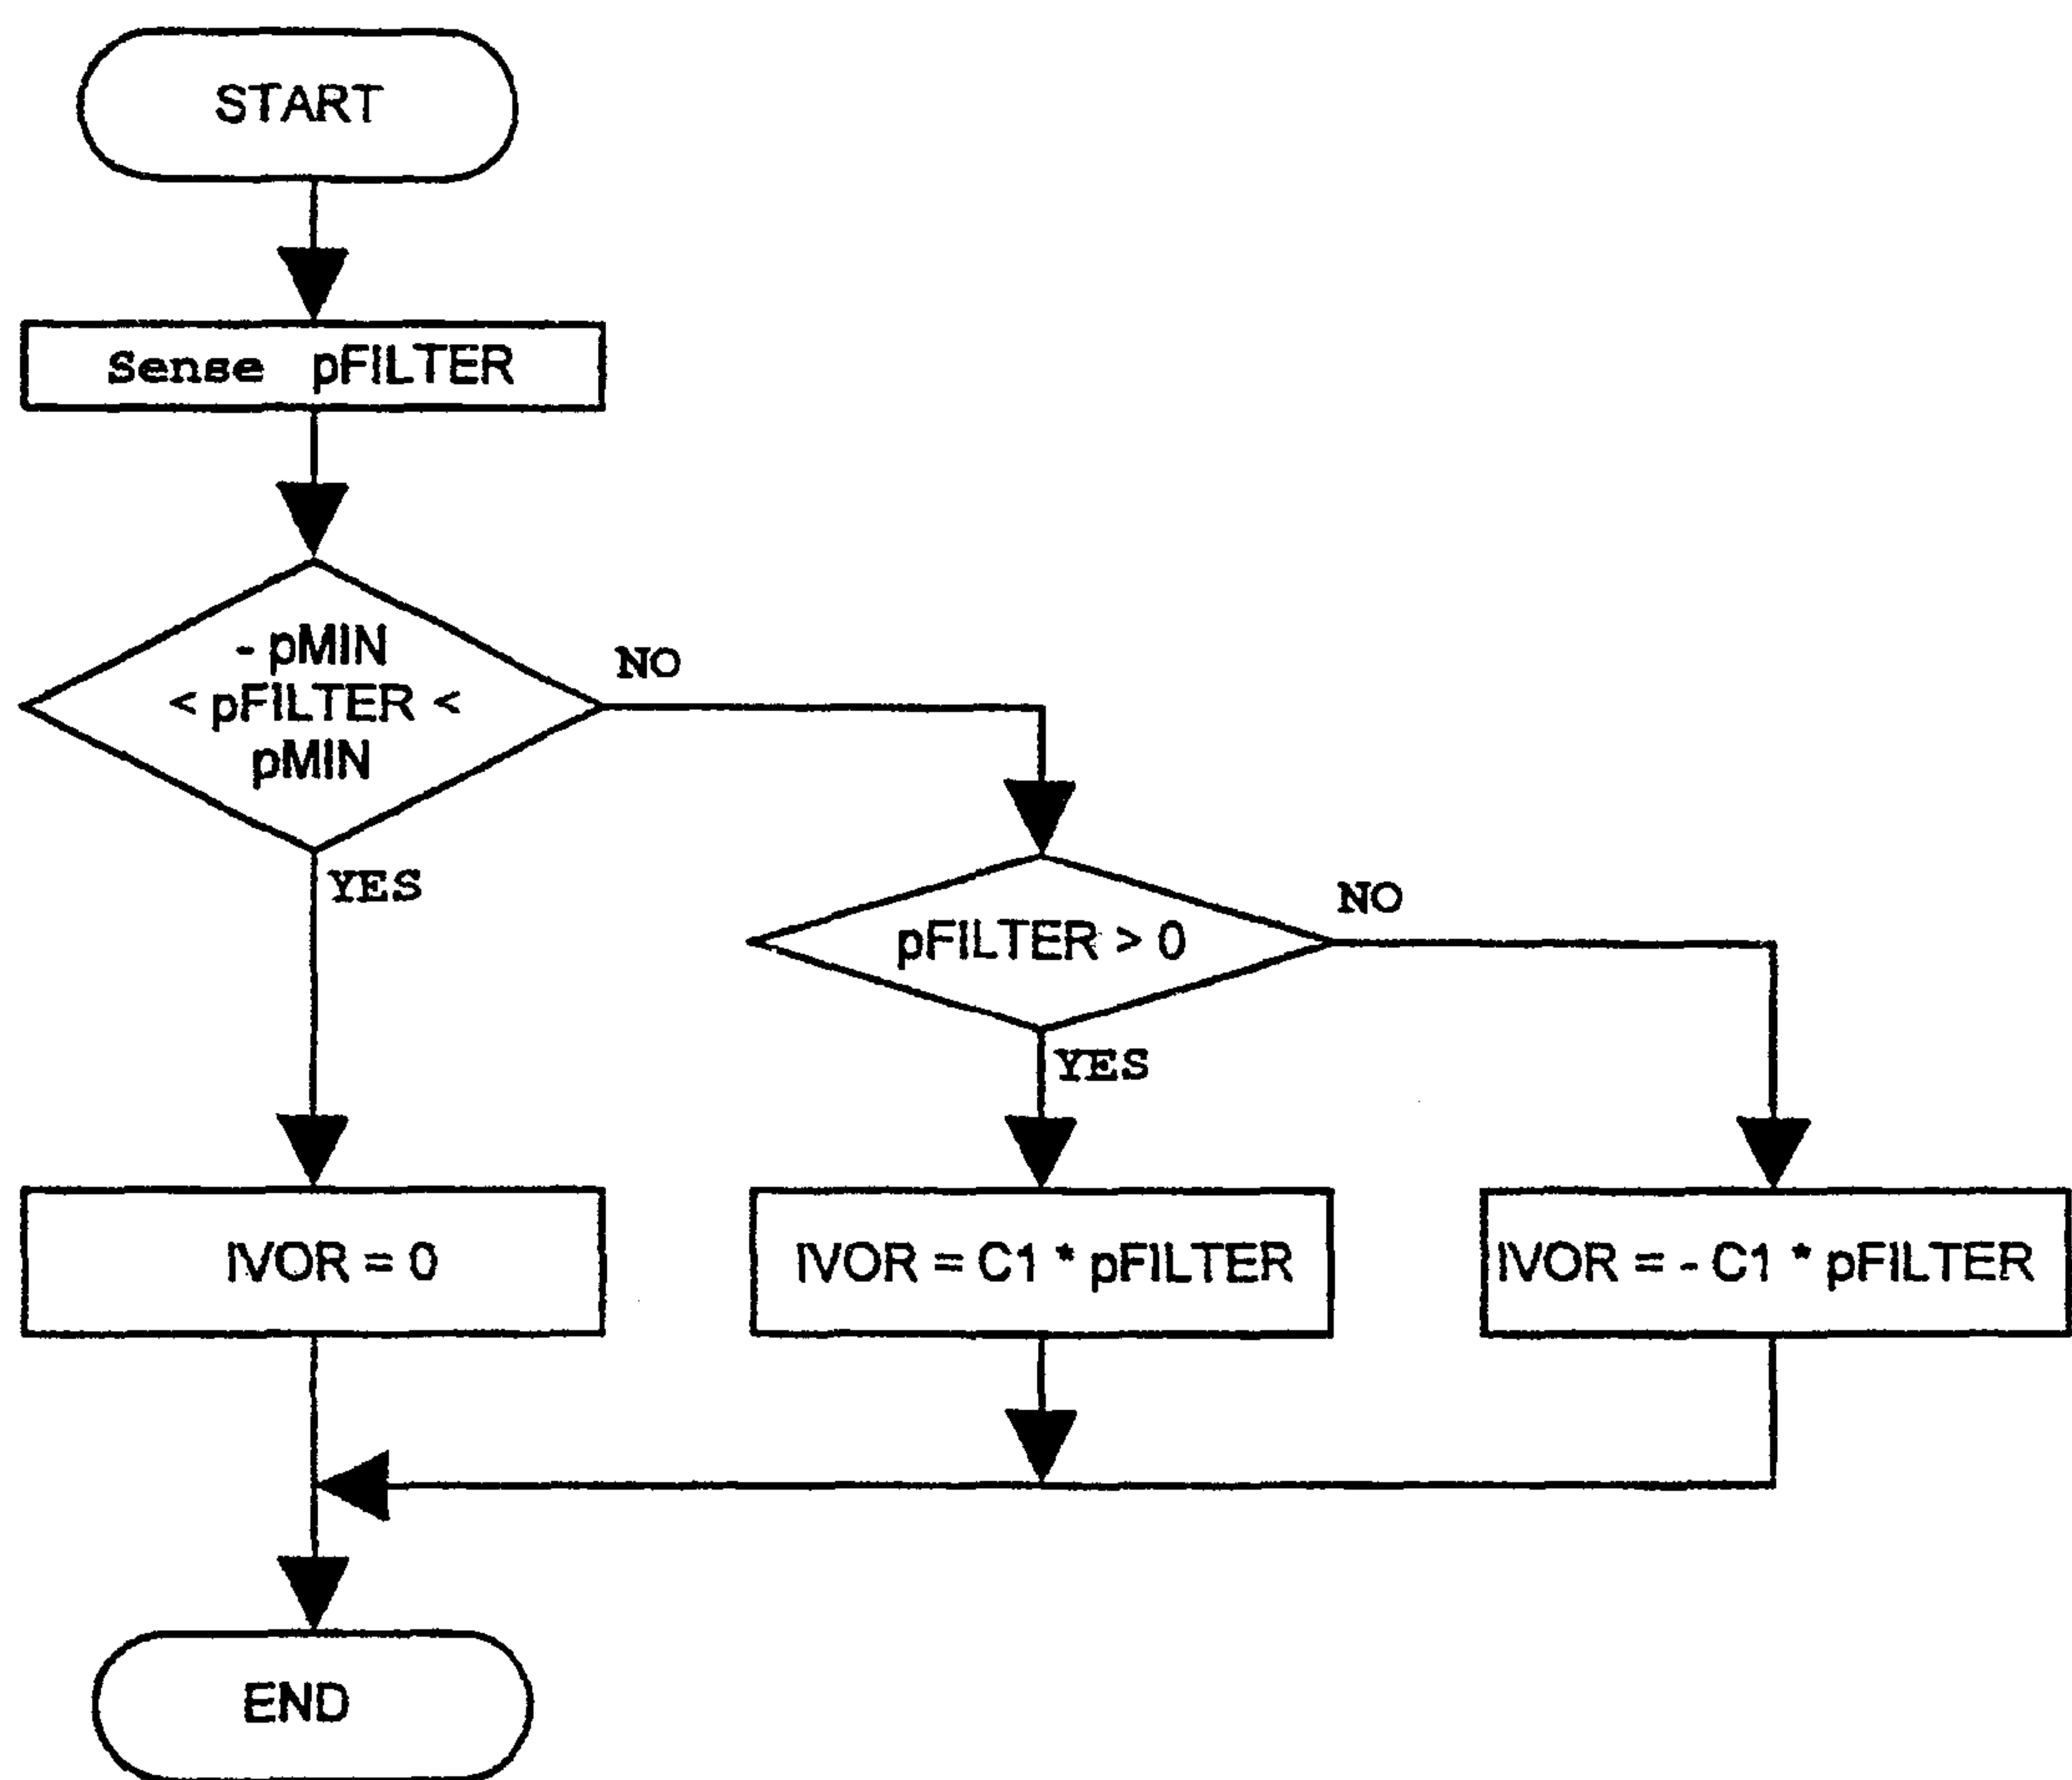 START
Sense pFILTER
- pMIN
< pFILTER <
pMIN
NO
YES
pFILTER > 0
NO
YES
IVOR = 0
IVOR = C1 * pFILTER
IVOR = - C1 * pFILTER
END